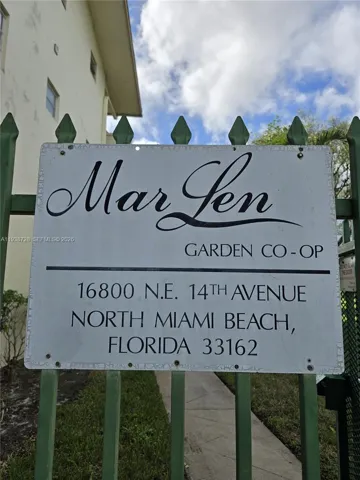 Mar Len
GARDEN CO-OP
16800 N.E. 14TH AVENUE
NORTH MIAMI BEACH,
FLORIDA 33162